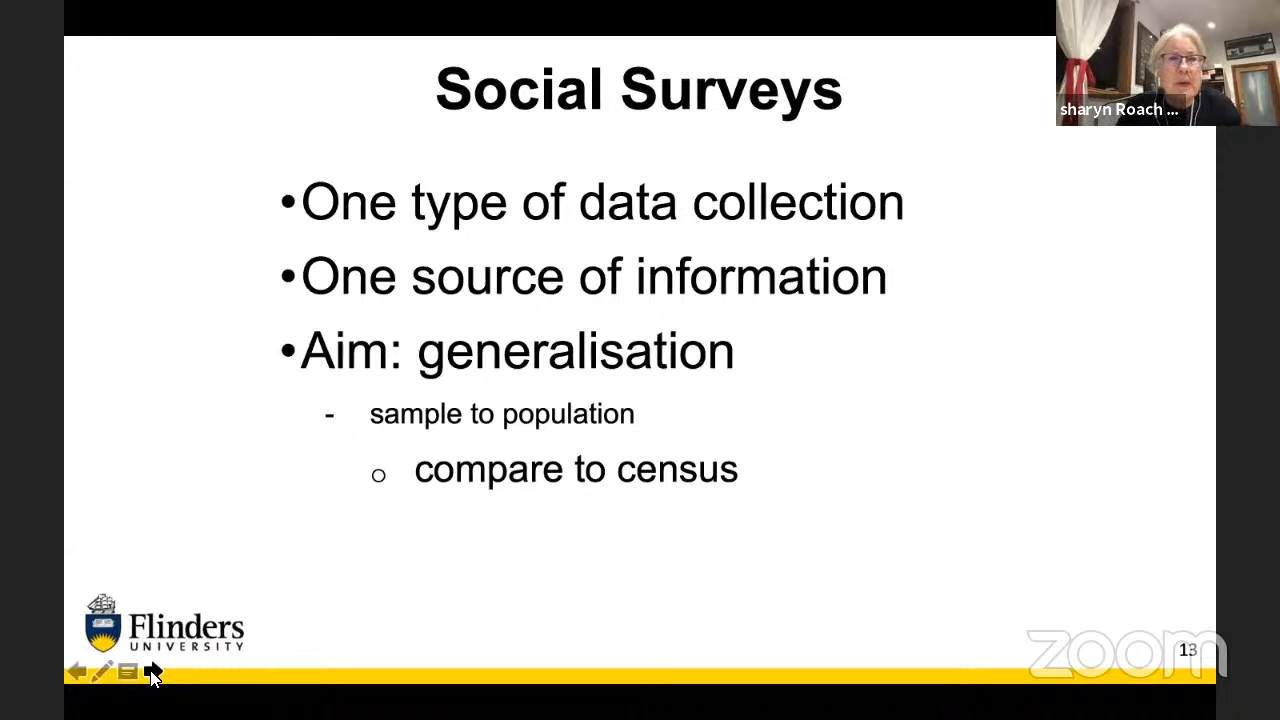 Social Surveys
sharyn Roach ...
•One type of data collection
•One source of information
•Aim: generalisation
- sample to population
o compare to census
Flinders
UNIVERSITY
zoom
13